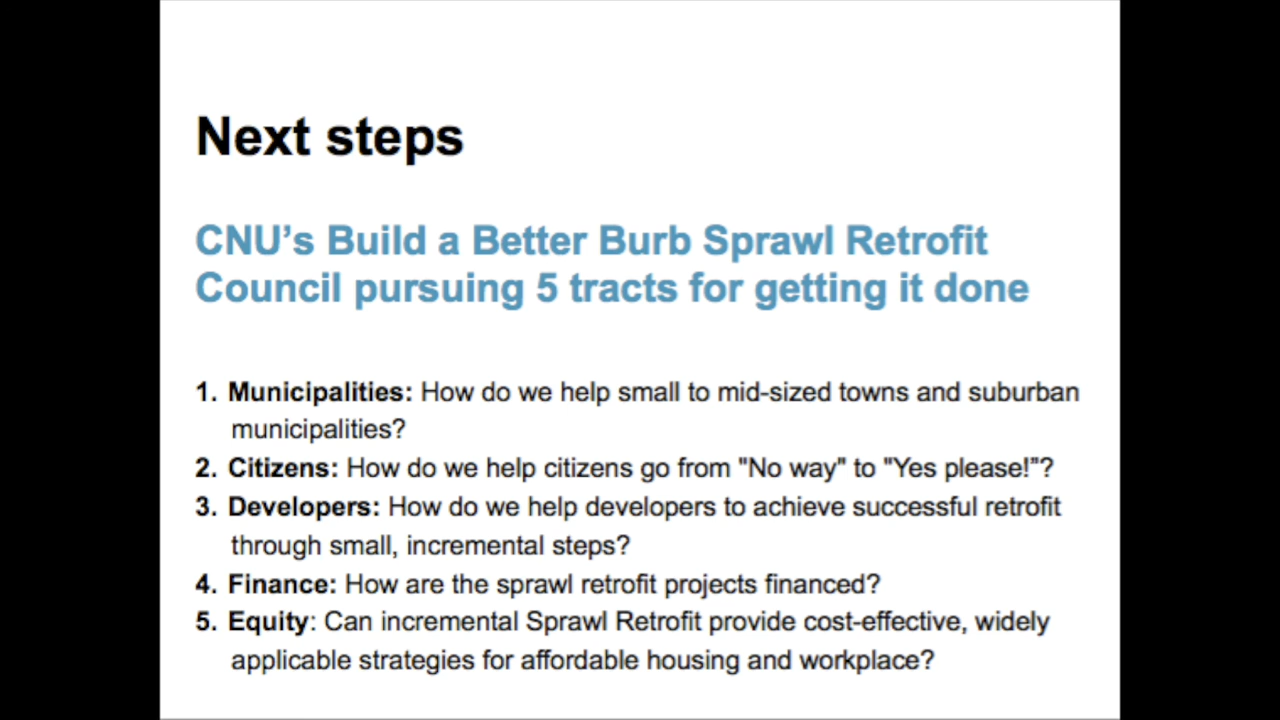 Next steps
CNU’s Build a Better Burb Sprawl Retrofit
Council pursuing 5 tracts for getting it done
1. Municipalities: How do we help small to mid-sized towns and suburban
municipalities?
2. Citizens: How do we help citizens go from "No way" to "Yes please!”?
3. Developers: How do we help developers to achieve successful retrofit
through small, incremental steps?
4. Finance: How are the sprawl retrofit projects financed?
5. Equity: Can incremental Sprawl Retrofit provide cost-effective, widely
applicable strategies for affordable housing and workplace?